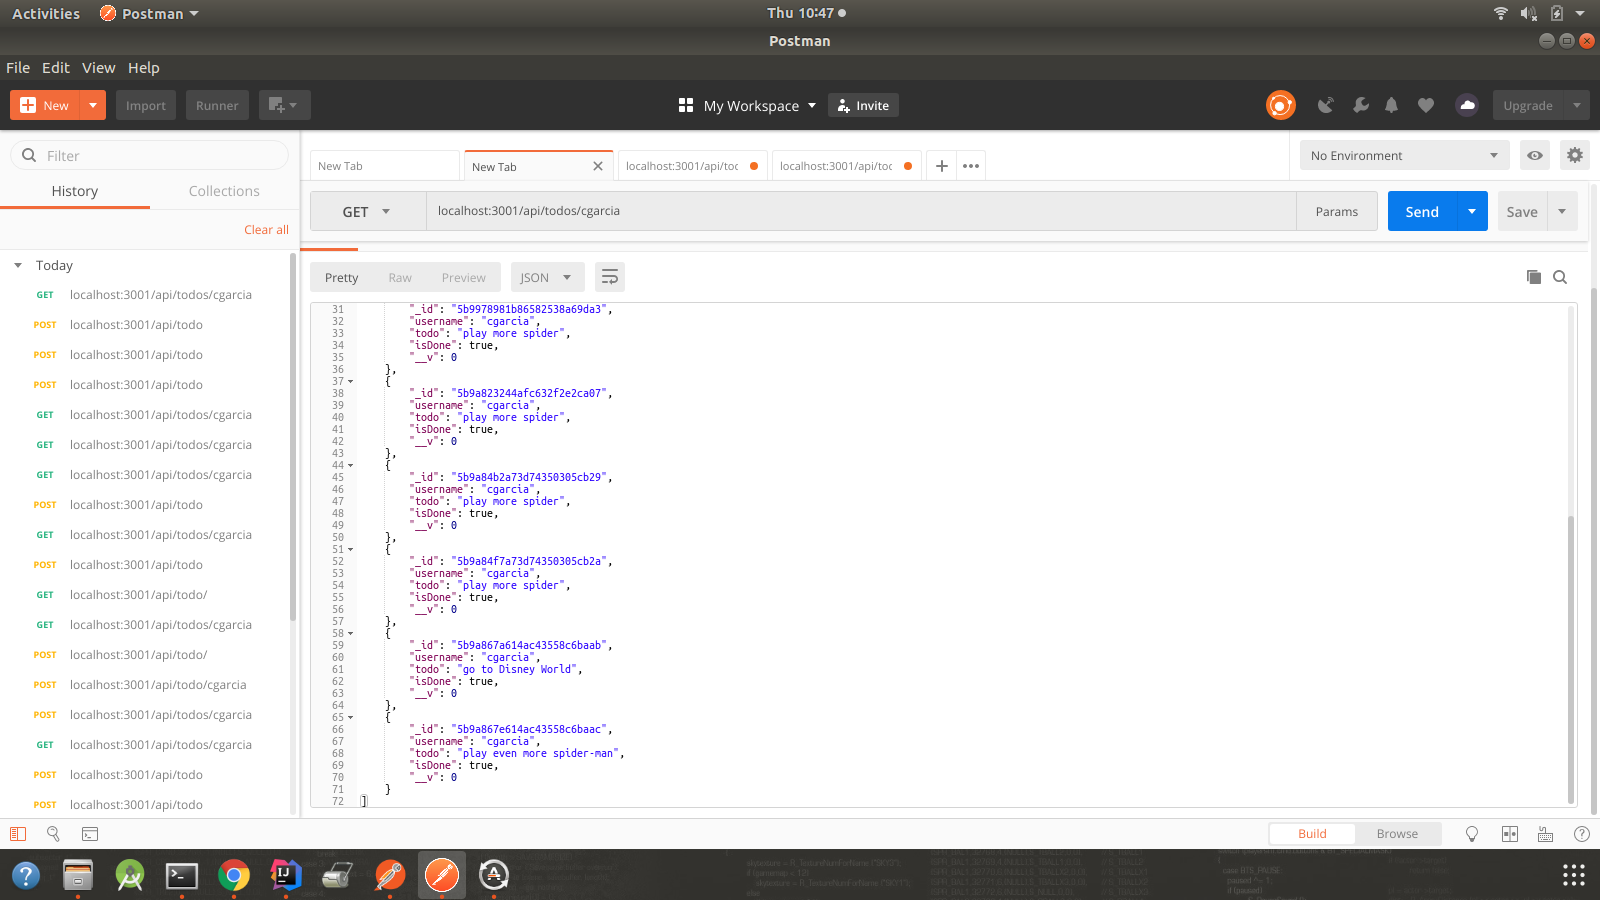 Activities Postman Thu 10:47
Postman
File Edit View Help
New Import Runner My Workspace Invite Upgrade
Filter
History Collections
Clear all
Today
GET localhost:3001/api/todos/cgarcia
POST localhost:3001/api/todo
POST localhost:3001/api/todo
POST localhost:3001/api/todo
GET localhost:3001/api/todos/cgarcia
GET localhost:3001/api/todos/cgarcia
GET localhost:3001/api/todos/cgarcia
POST localhost:3001/api/todo
GET localhost:3001/api/todos/cgarcia
POST localhost:3001/api/todo
GET localhost:3001/api/todo/
GET localhost:3001/api/todos/cgarcia
POST localhost:3001/api/todo/
POST localhost:3001/api/todo/cgarcia
POST localhost:3001/api/todos/cgarcia
GET localhost:3001/api/todos/cgarcia
POST localhost:3001/api/todo
POST localhost:3001/api/todo
New Tab New Tab localhost:3001/api/toc localhost:3001/api/toc No Environment
GET localhost:3001/api/todos/cgarcia Params Send Save
Pretty Raw Preview JSON
31 "_id": "5b9978981b86582538a69da3",
32 "username": "cgarcia",
33 "todo": "play more spider",
34 "isDone": true,
35 "__v": 0
36 },
37 {
38 "_id": "5b9a823244afc632f2e2ca07",
39 "username": "cgarcia",
40 "todo": "play more spider",
41 "isDone": true,
42 "__v": 0
43 },
44 {
45 "_id": "5b9a84b2a73d74350305cb29",
46 "username": "cgarcia",
47 "todo": "play more spider",
48 "isDone": true,
49 "__v": 0
50 },
51 {
52 "_id": "5b9a84f7a73d74350305cb2a",
53 "username": "cgarcia",
54 "todo": "play more spider",
55 "isDone": true,
56 "__v": 0
57 },
58 {
59 "_id": "5b9a867a614ac43558c6baab",
60 "username": "cgarcia",
61 "todo": "go to Disney World",
62 "isDone": true,
63 "__v": 0
64 },
65 {
66 "_id": "5b9a867e614ac43558c6baac",
67 "username": "cgarcia",
68 "todo": "play even more spider-man",
69 "isDone": true,
70 "__v": 0
71 }
72 ]
Build Browse